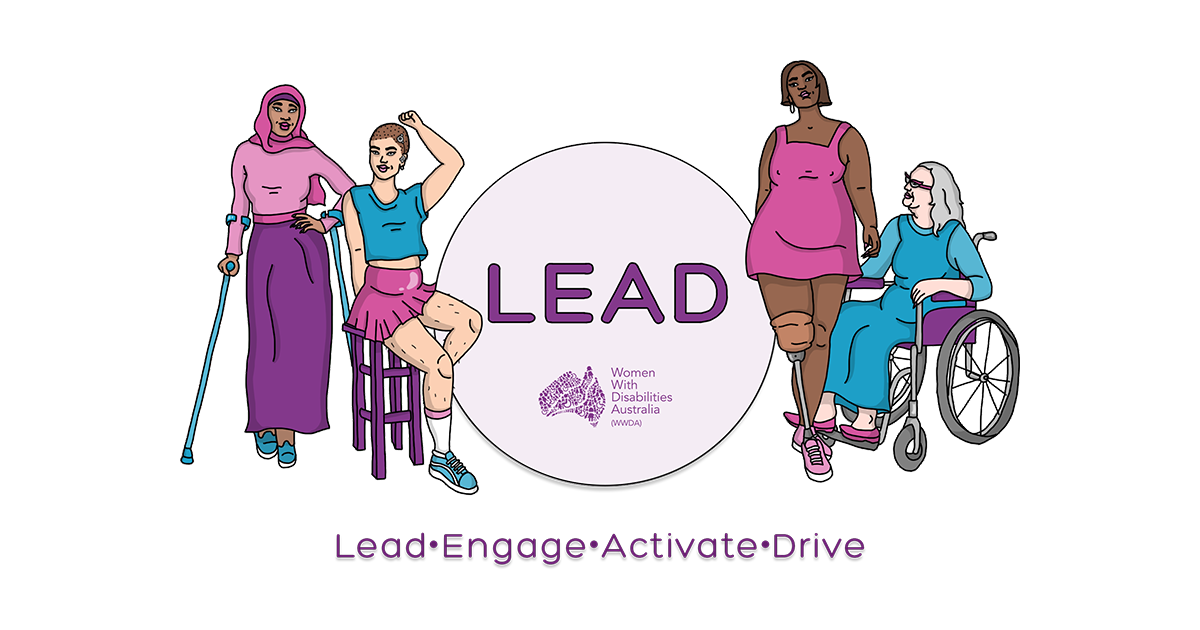 LEAD
Women
With
Disabilities
Australia
(WWDA)
Lead•Engage•Activate•Drive